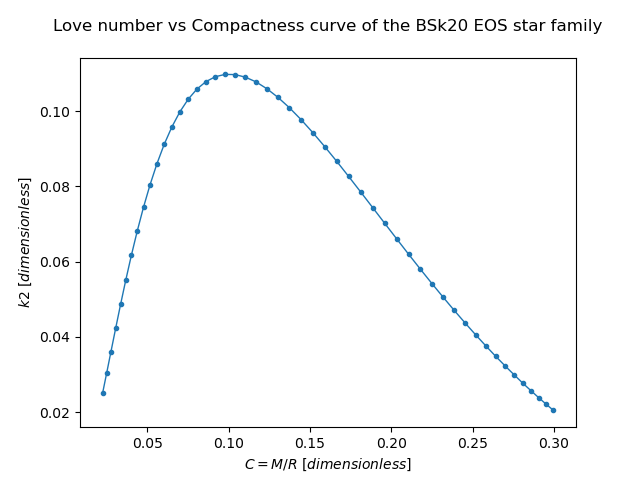 Love number vs Compactness curve of the BSk20 EOS star family
k2 [dimensionless]
0.10
0.08
0.06
0.04
0.02
0.05 0.10 0.15 0.20 0.25 0.30
C = M/R [dimensionless]